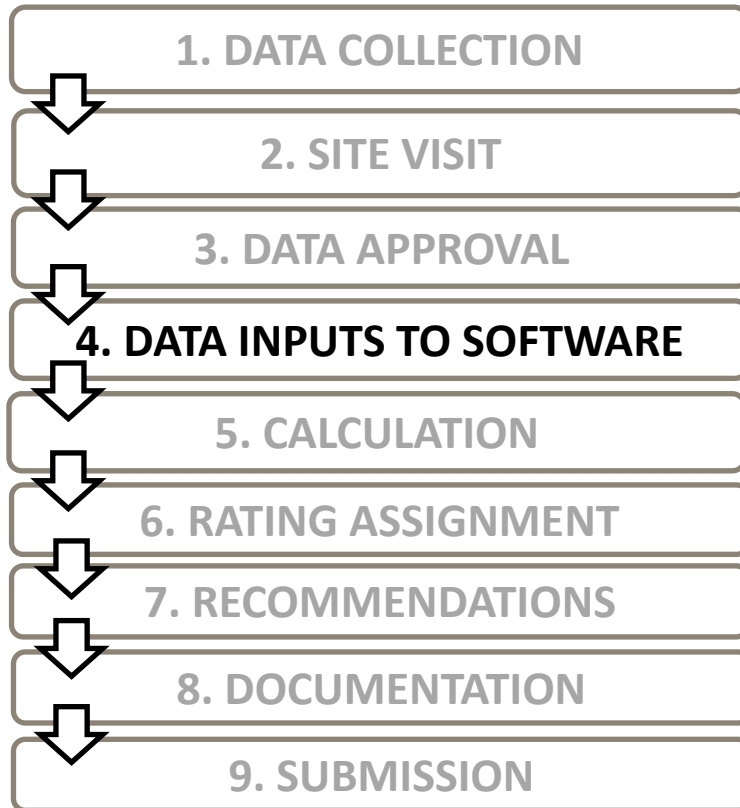 1. DATA COLLECTION
2. SITE VISIT
3. DATA APPROVAL
4. DATA INPUTS TO SOFTWARE
5. CALCULATION
6. RATING ASSIGNMENT
7. RECOMMENDATIONS
8. DOCUMENTATION
9. SUBMISSION